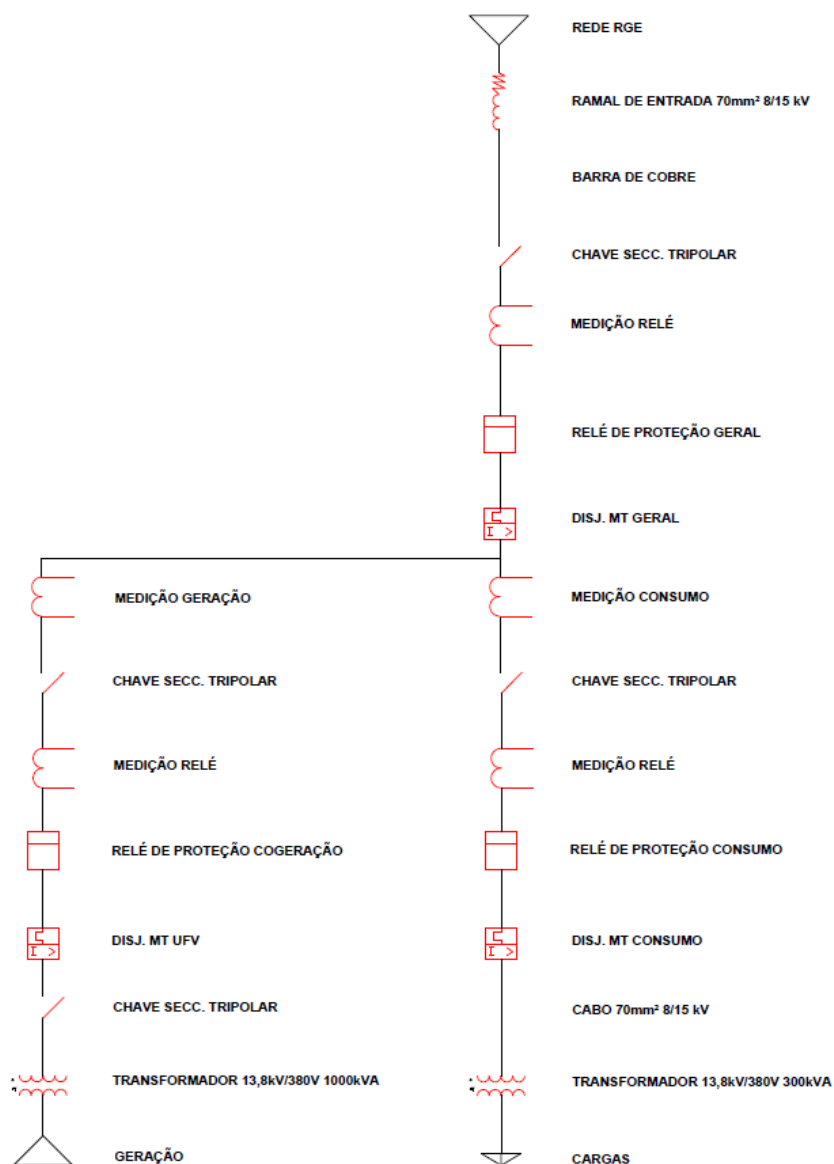 REDE RGE
RAMAL DE ENTRADA 70mm² 8/15 kV
BARRA DE COBRE
CHAVE SECC. TRIPOLAR
MEDIÇÃO RELÉ
RELÉ DE PROTEÇÃO GERAL
I >
DISJ. MT GERAL
MEDIÇÃO GERAÇÃO
MEDIÇÃO CONSUMO
CHAVE SECC. TRIPOLAR
CHAVE SECC. TRIPOLAR
MEDIÇÃO RELÉ
MEDIÇÃO RELÉ
RELÉ DE PROTEÇÃO COGERAÇÃO
RELÉ DE PROTEÇÃO CONSUMO
I >
DISJ. MT UFV
I >
DISJ. MT CONSUMO
CHAVE SECC. TRIPOLAR
CABO 70mm² 8/15 kV
TRANSFORMADOR 13,8kV/380V 1000kVA
TRANSFORMADOR 13,8kV/380V 300kVA
GERAÇÃO
CARGAS